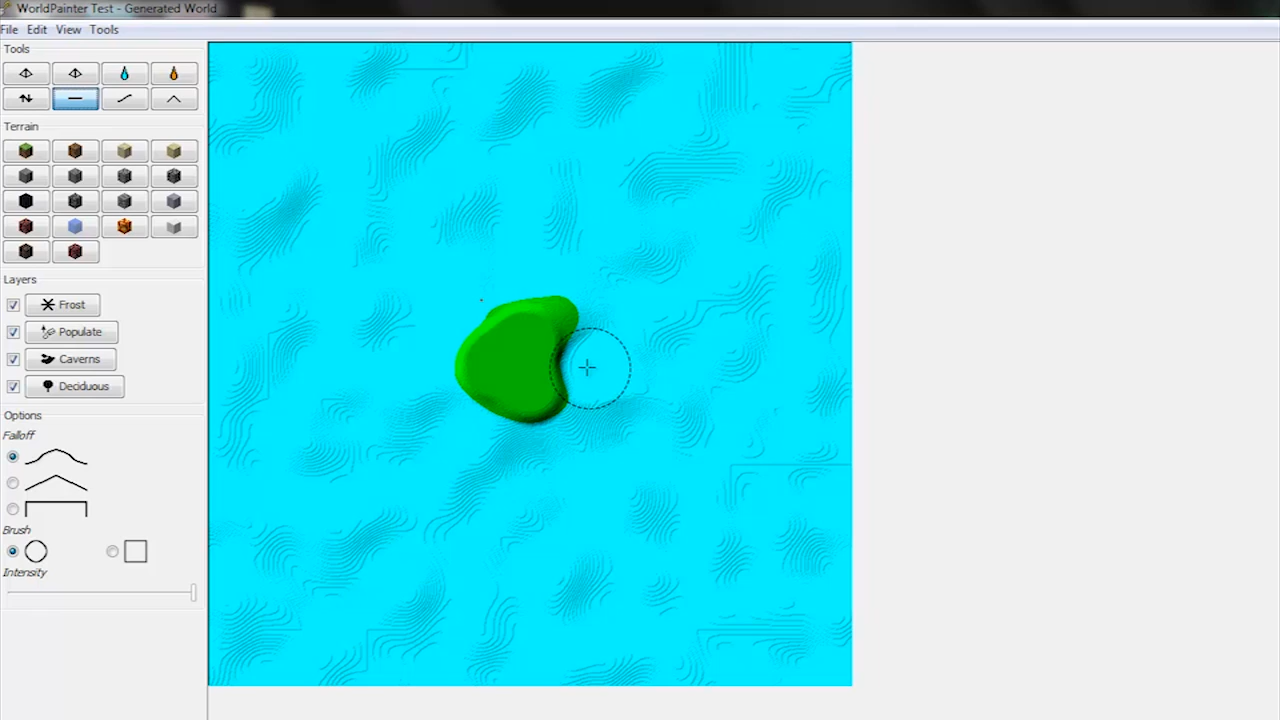 WorldPainter Test - Generated World
File Edit View Tools
Tools
Terrain
Layers
Frost
Populate
Caverns
Deciduous
Options
Falloff
Brush
Intensity